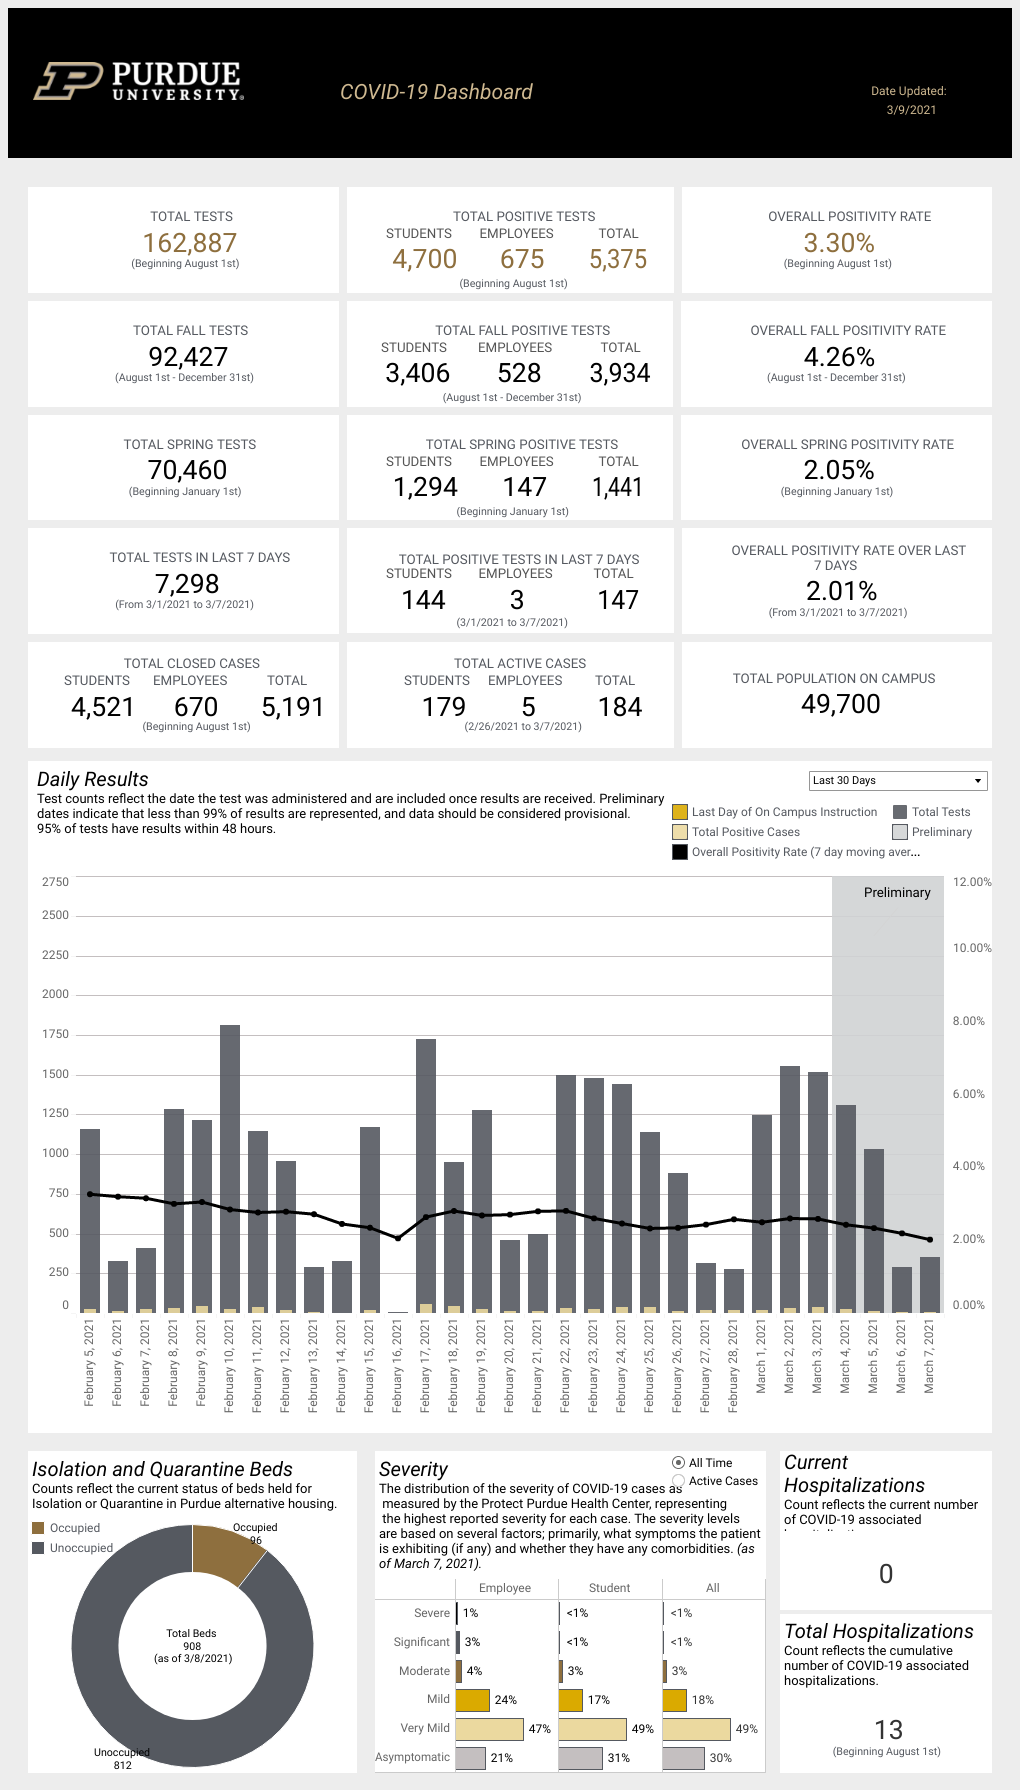 PURDUE
UNIVERSITY®
COVID-19 Dashboard
Date Updated:
3/9/2021
TOTAL TESTS
162,887
(Beginning August 1st)
TOTAL POSITIVE TESTS
STUDENTS EMPLOYEES TOTAL
4,700 675 5,375
(Beginning August 1st)
OVERALL POSITIVITY RATE
3.30%
(Beginning August 1st)
TOTAL FALL TESTS
92,427
(August 1st - December 31st)
TOTAL FALL POSITIVE TESTS
STUDENTS EMPLOYEES TOTAL
3,406 528 3,934
(August 1st - December 31st)
OVERALL FALL POSITIVITY RATE
4.26%
(August 1st - December 31st)
TOTAL SPRING TESTS
70,460
(Beginning January 1st)
TOTAL SPRING POSITIVE TESTS
STUDENTS EMPLOYEES TOTAL
1,294 147 1,441
(Beginning January 1st)
OVERALL SPRING POSITIVITY RATE
2.05%
(Beginning January 1st)
TOTAL TESTS IN LAST 7 DAYS
7,298
(From 3/1/2021 to 3/7/2021)
TOTAL POSITIVE TESTS IN LAST 7 DAYS
STUDENTS EMPLOYEES TOTAL
144 3 147
(3/1/2021 to 3/7/2021)
OVERALL POSITIVITY RATE OVER LAST
7 DAYS
2.01%
(From 3/1/2021 to 3/7/2021)
TOTAL CLOSED CASES
STUDENTS EMPLOYEES TOTAL
4,521 670 5,191
(Beginning August 1st)
TOTAL ACTIVE CASES
STUDENTS EMPLOYEES TOTAL
179 5 184
(2/26/2021 to 3/7/2021)
TOTAL POPULATION ON CAMPUS
49,700
Daily Results
Test counts reflect the date the test was administered and are included once results are received. Preliminary
dates indicate that less than 99% of results are represented, and data should be considered provisional.
95% of tests have results within 48 hours.
Last 30 Days
Last Day of On Campus Instruction
Total Tests
Total Positive Cases
Preliminary
Overall Positivity Rate (7 day moving aver...
2750
2500
2250
2000
1750
1500
1250
1000
750
500
250
0
Preliminary
12.00%
10.00%
8.00%
6.00%
4.00%
2.00%
0.00%
February 5, 2021
February 6, 2021
February 7, 2021
February 8, 2021
February 9, 2021
February 10, 2021
February 11, 2021
February 12, 2021
February 13, 2021
February 14, 2021
February 15, 2021
February 16, 2021
February 17, 2021
February 18, 2021
February 19, 2021
February 20, 2021
February 21, 2021
February 22, 2021
February 23, 2021
February 24, 2021
February 25, 2021
February 26, 2021
February 27, 2021
February 28, 2021
March 1, 2021
March 2, 2021
March 3, 2021
March 4, 2021
March 5, 2021
March 6, 2021
March 7, 2021
Isolation and Quarantine Beds
Counts reflect the current status of beds held for
Isolation or Quarantine in Purdue alternative housing.
Occupied
Unoccupied
Occupied
96
Total Beds
908
(as of 3/8/2021)
Unoccupied
812
Severity
All Time
Active Cases
The distribution of the severity of COVID-19 cases as
measured by the Protect Purdue Health Center, representing
the highest reported severity for each case. The severity levels
are based on several factors; primarily, what symptoms the patient
is exhibiting (if any) and whether they have any comorbidities. (as
of March 7, 2021).
Employee Student All
Severe 1% <1% <1%
Significant 3% <1% <1%
Moderate 4% 3% 3%
Mild 24% 17% 18%
Very Mild 47% 49% 49%
Asymptomatic 21% 31% 30%
Current
Hospitalizations
Count reflects the current number
of COVID-19 associated
0
Total Hospitalizations
Count reflects the cumulative
number of COVID-19 associated
hospitalizations.
13
(Beginning August 1st)